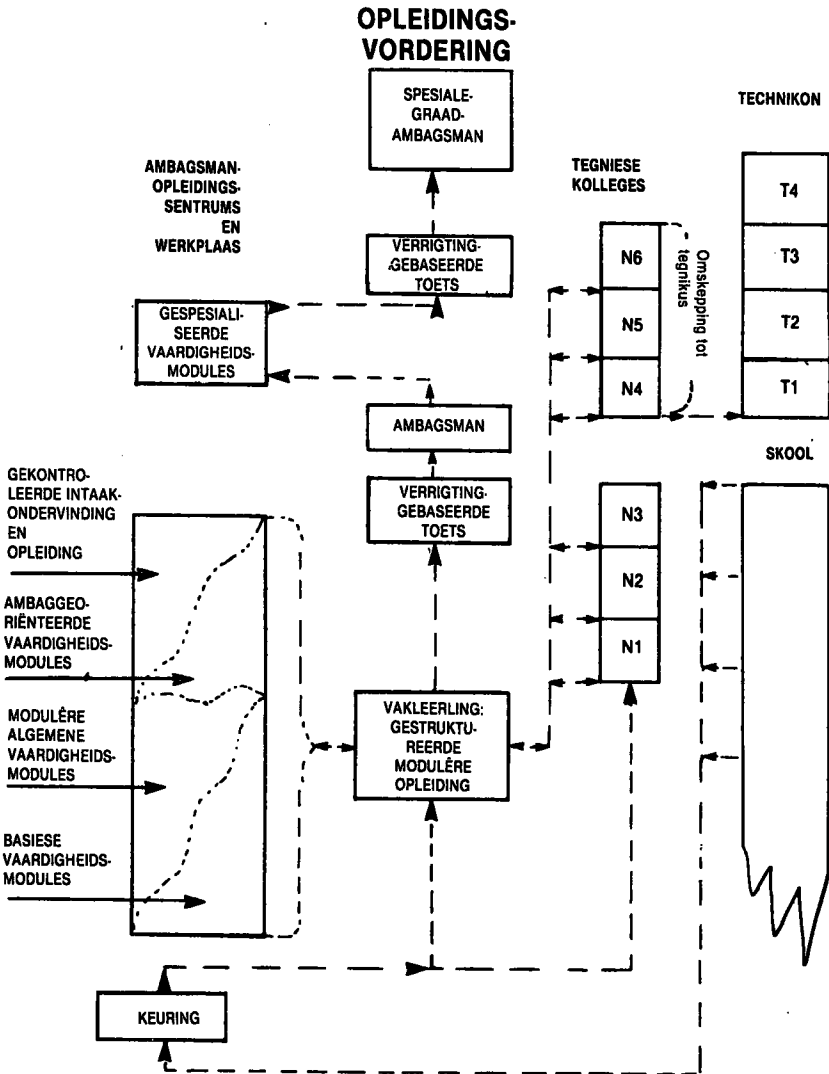 OPLEIDINGS-
VORDERING
SPESIALE-
GRAAD-
AMBAGSMAN
TECHNIKON
AMBAGSMAN-
OPLEIDINGS-
SENTRUMS
EN
WERKPLAAS
TEGNIESE
KOLLEGES
T4
T3
T2
T1
N6
N5
N4
Omskepping tot
tegnikus
VERRIGTING-
GEBASEERDE
TOETS
GESPESIALI-
SEERDE
VAARDIGHEIDS-
MODULES
AMBAGSMAN
SKOOL
VERRIGTING-
GEBASEERDE
TOETS
N3
N2
N1
GEKONTRO-
LEERDE INTAAK-
ONDERVINDING
EN
OPLEIDING
AMBAGGEO-
RIËNTEERDE
VAARDIGHEIDS-
MODULES
MODULÊRE
ALGEMENE
VAARDIGHEIDS-
MODULES
BASIESE
VAARDIGHEIDS-
MODULES
VAKLEERLING:
GESTRUKTU-
REERDE
MODULÊRE
OPLEIDING
KEURING